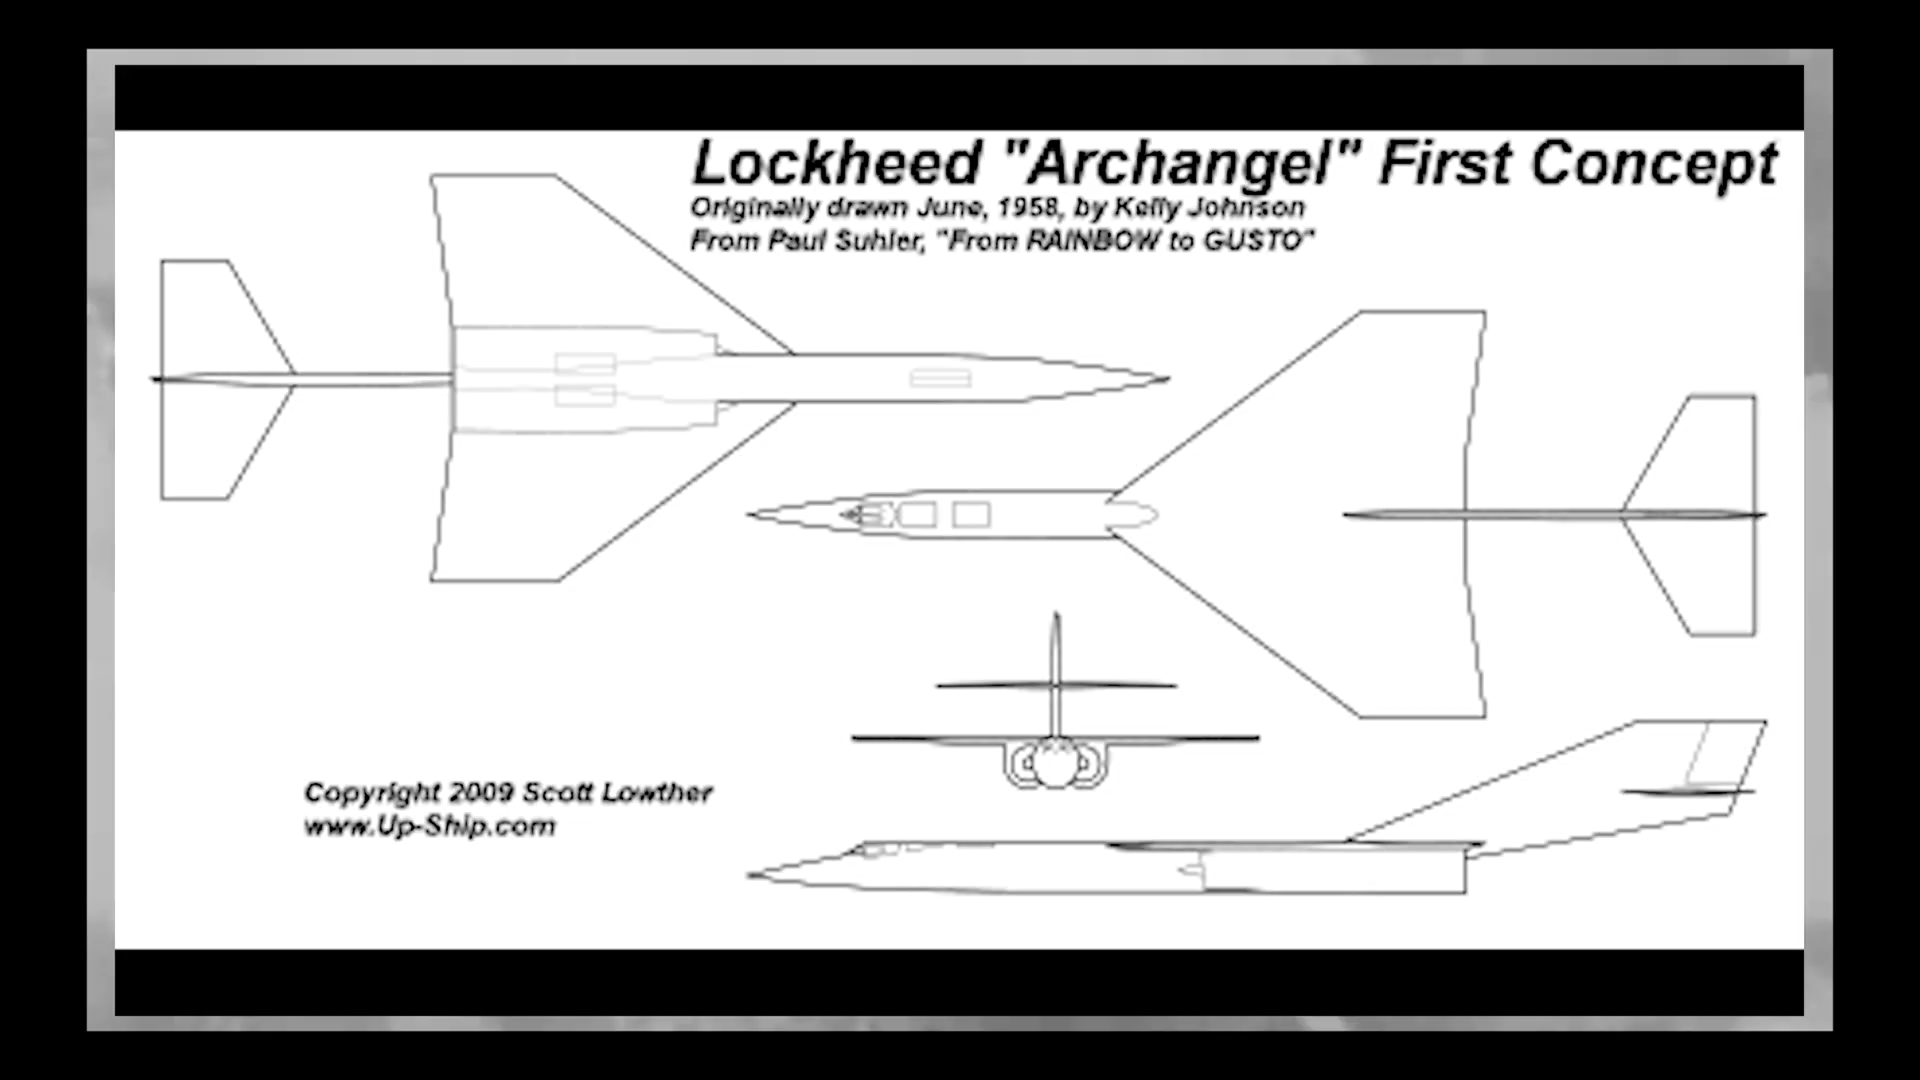 Lockheed "Archangel" First Concept
Originally drawn June, 1958, by Kelly Johnson
From Paul Suhler, "From RAINBOW to GUSTO"
Copyright 2009 Scott Lowther
www.Up-Ship.com